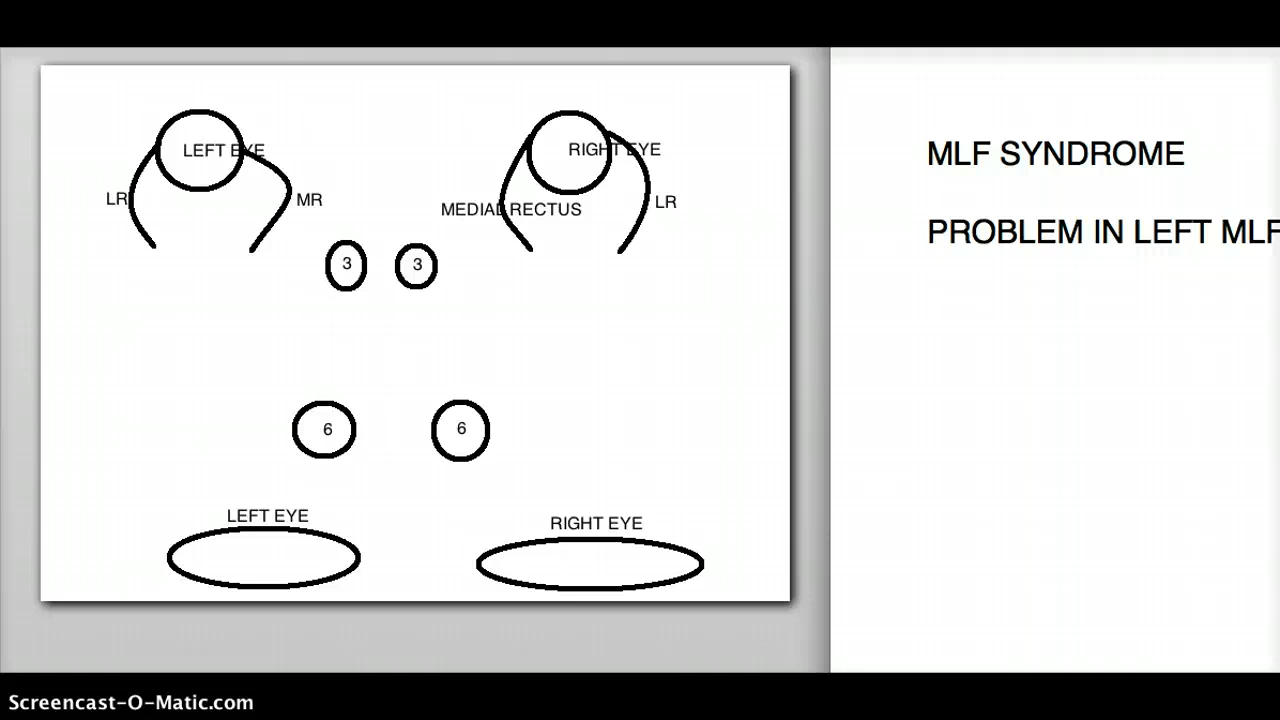 LEFT EYE
RIGHT EYE
LR
MR
MEDIAL RECTUS
LR
3
3
6
6
LEFT EYE
RIGHT EYE
MLF SYNDROME
PROBLEM IN LEFT MLF
Screencast-O-Matic.com